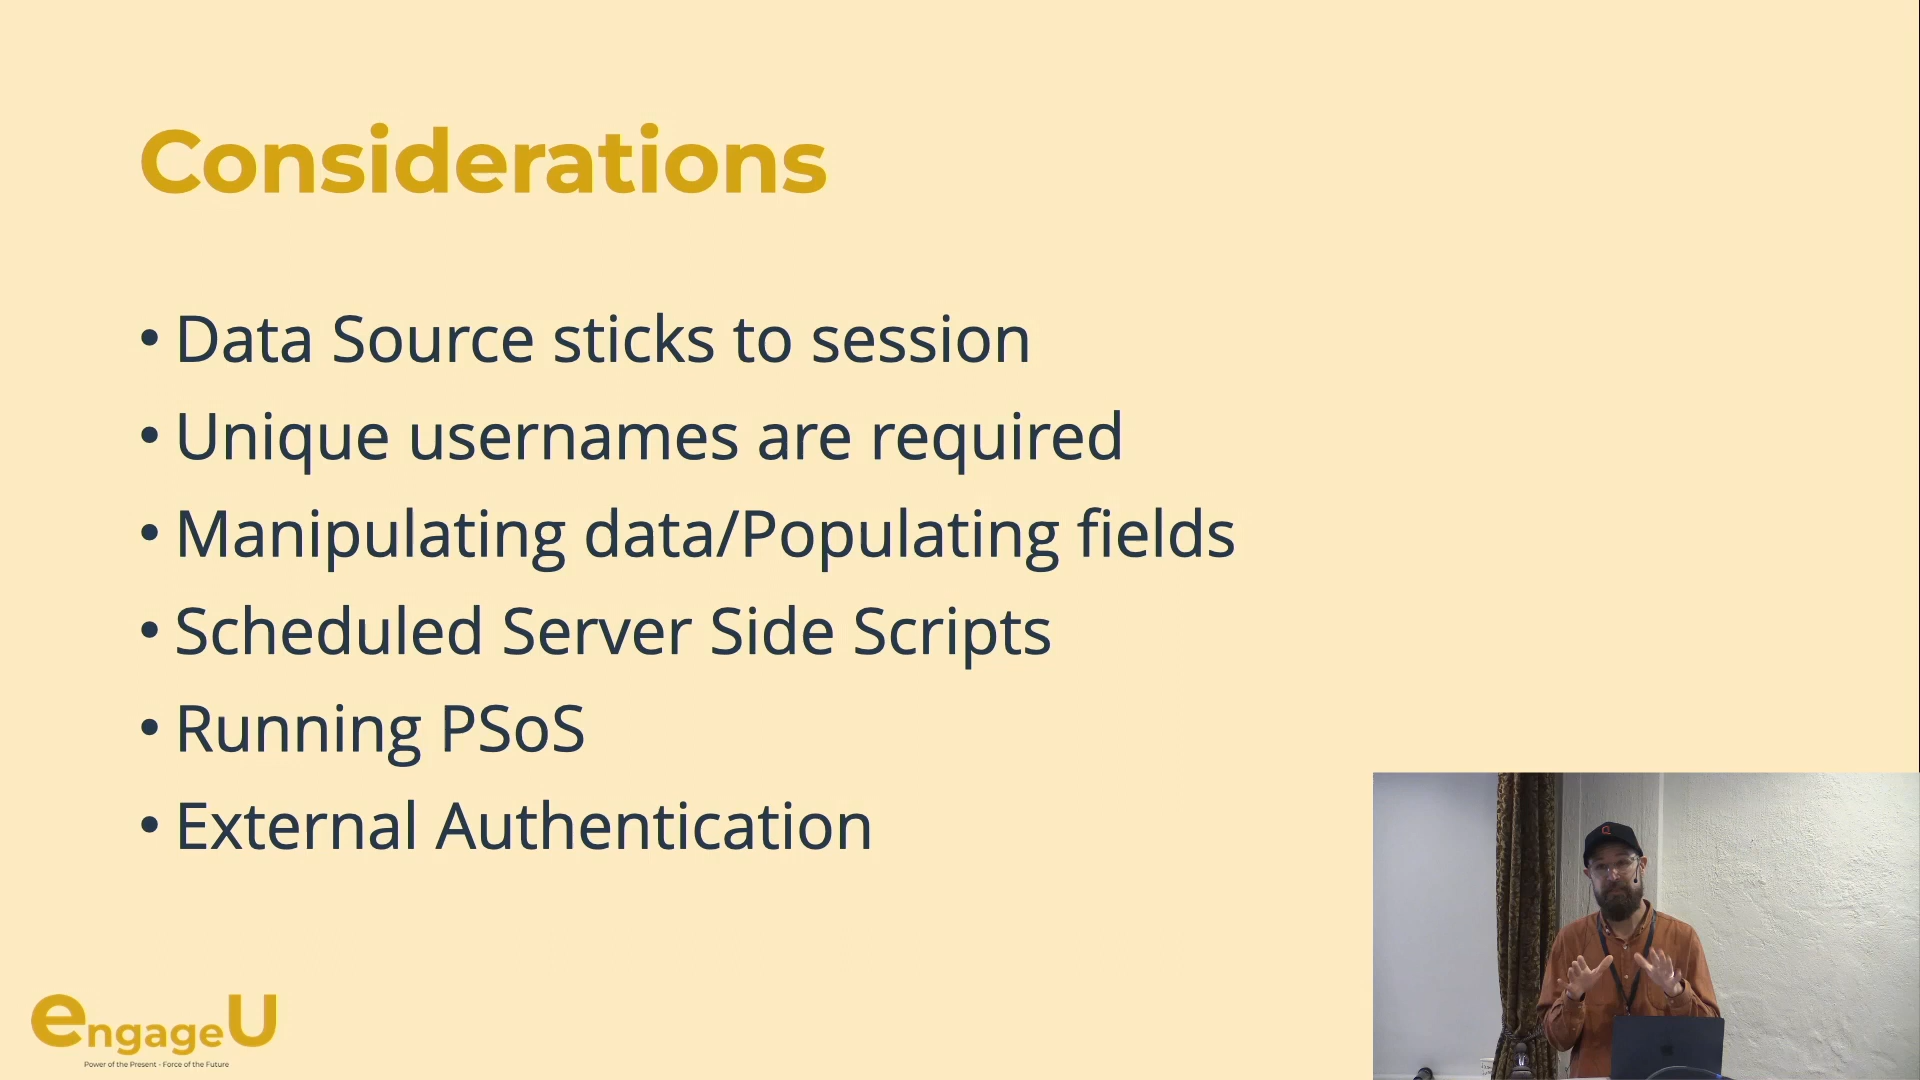 Considerations
• Data Source sticks to session
• Unique usernames are required
• Manipulating data/Populating fields
• Scheduled Server Side Scripts
• Running PSoS
• External Authentication
engageU
Power of the Present - Force of the Future